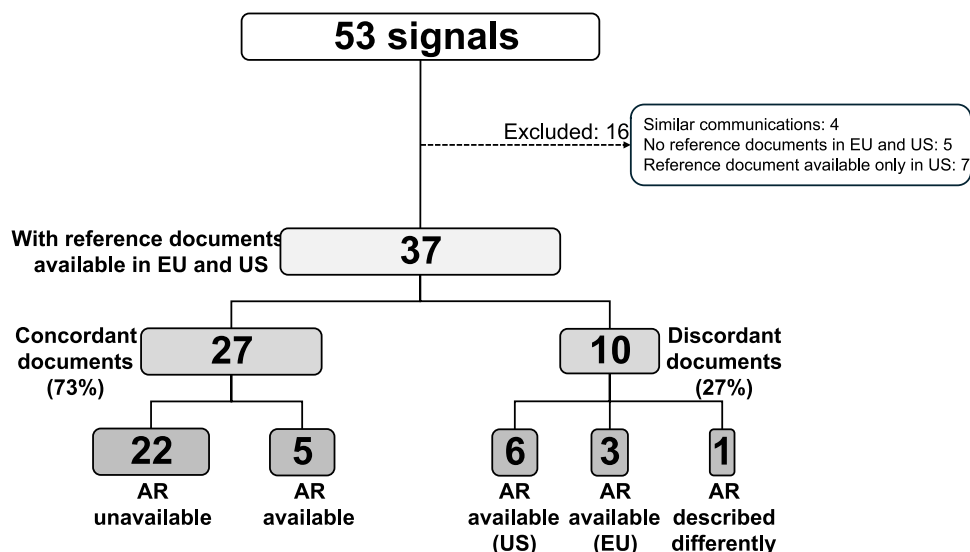 53 signals
Excluded: 16
Similar communications: 4
No reference documents in EU and US: 5
Reference document available only in US: 7
With reference documents
available in EU and US
37
Concordant
documents
(73%)
27
10
Discordant
documents
(27%)
22
5
6
3
1
AR
unavailable
AR
available
AR
available
(US)
AR
available
(EU)
AR
described
differently